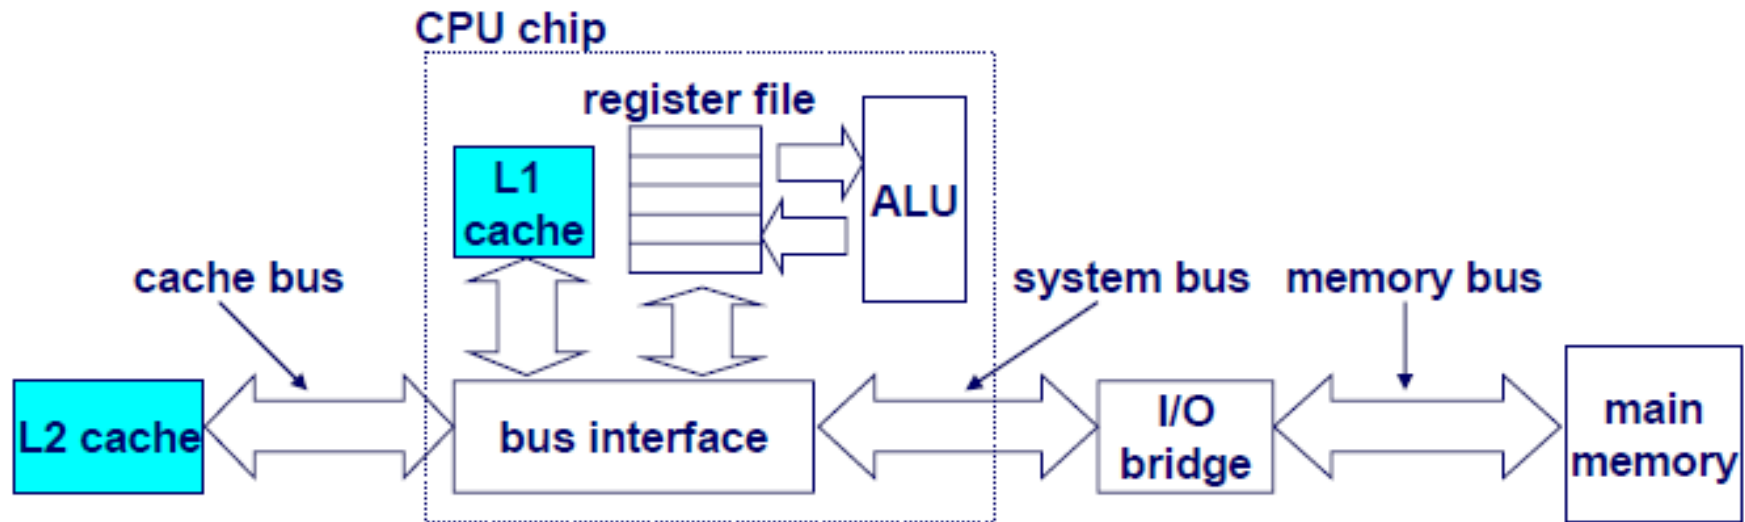 CPU chip
register file
L1
cache
ALU
cache bus
system bus
memory bus
L2 cache
bus interface
I/O
bridge
main
memory